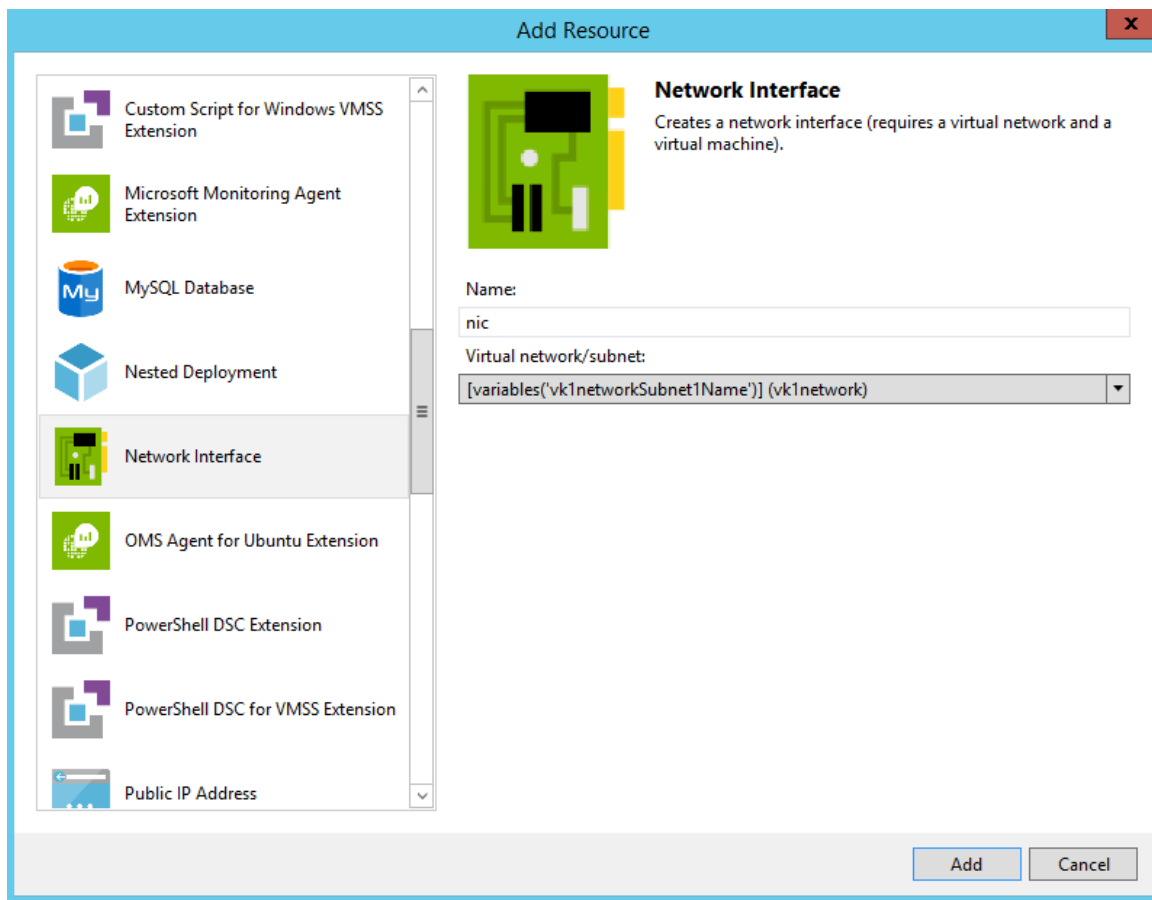 Add Resource
x
Custom Script for Windows VMSS
Extension
Microsoft Monitoring Agent
Extension
My
MySQL Database
Nested Deployment
Network Interface
OMS Agent for Ubuntu Extension
PowerShell DSC Extension
PowerShell DSC for VMSS Extension
Public IP Address
Network Interface
Creates a network interface (requires a virtual network and a
virtual machine).
Name:
nic
Virtual network/subnet:
[variables('vk1networkSubnet1Name')] (vk1network)
Add
Cancel